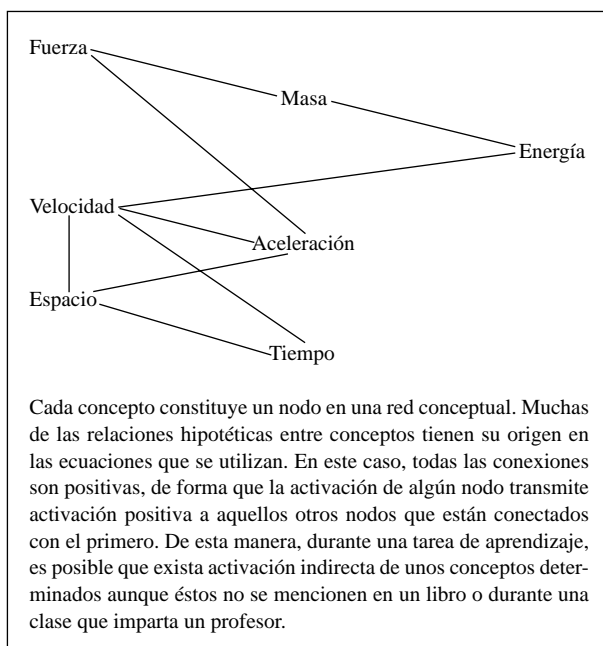 Fuerza
Masa
Energía
Velocidad
Aceleración
Espacio
Tiempo
Cada concepto constituye un nodo en una red conceptual. Muchas
de las relaciones hipotéticas entre conceptos tienen su origen en
las ecuaciones que se utilizan. En este caso, todas las conexiones
son positivas, de forma que la activación de algún nodo transmite
activación positiva a aquellos otros nodos que están conectados
con el primero. De esta manera, durante una tarea de aprendizaje,
es posible que exista activación indirecta de unos conceptos deter-
minados aunque éstos no se mencionen en un libro o durante una
clase que imparta un profesor.